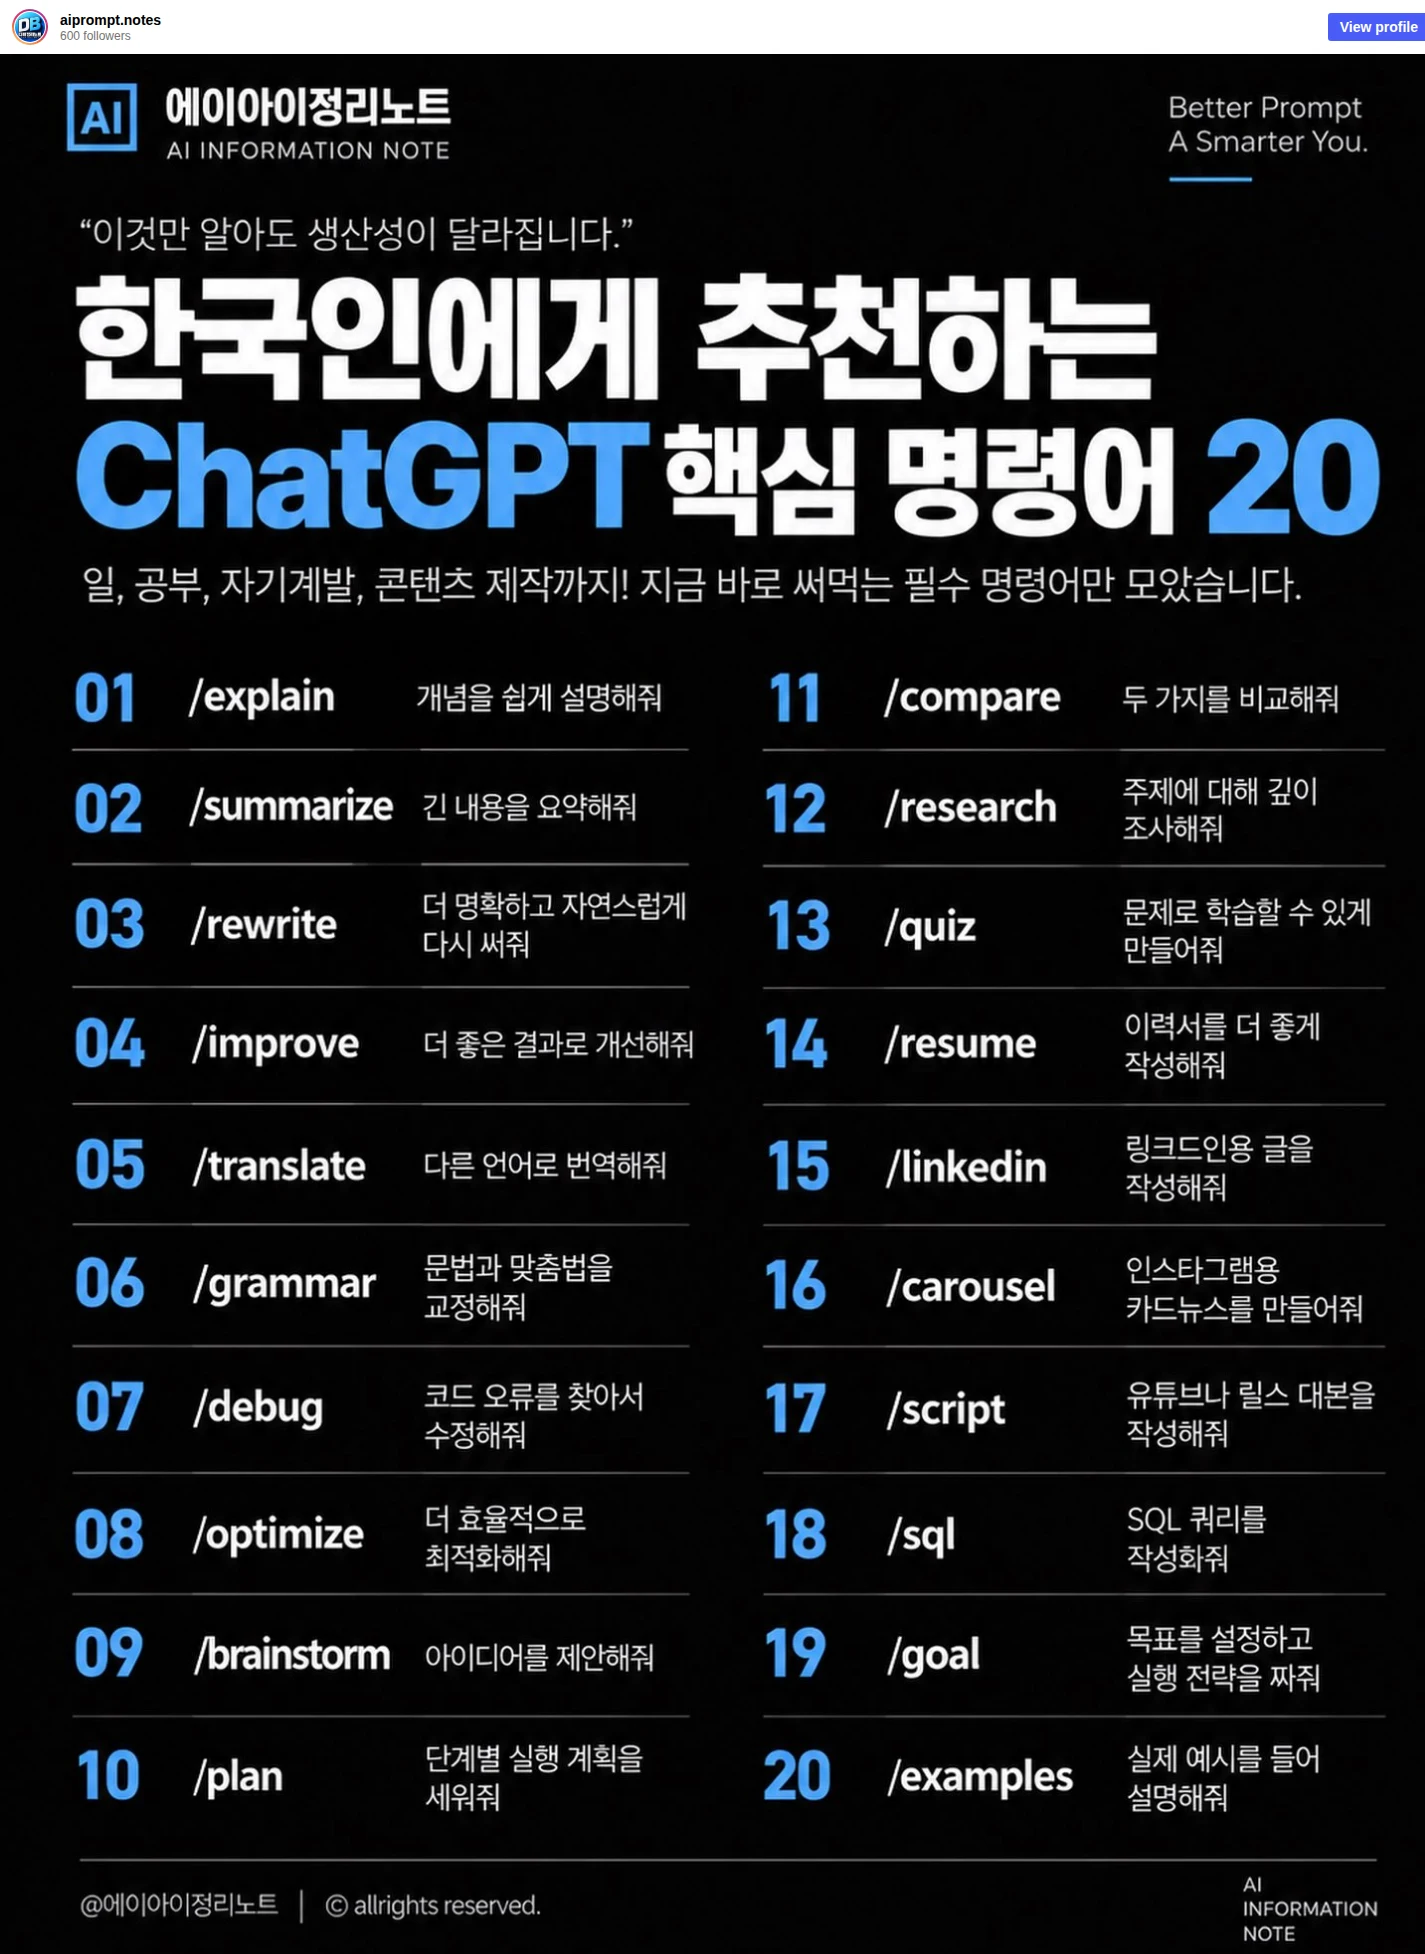 aiprompt.notes
600 followers
View profile
AI
에이아이정리노트
AI INFORMATION NOTE
Better Prompt
A Smarter You.
“이것만 알아도 생산성이 달라집니다.”
한국인에게 추천하는
ChatGPT 핵심 명령어 20
일, 공부, 자기계발, 콘텐츠 제작까지! 지금 바로 써먹는 필수 명령어만 모았습니다.
01 /explain 개념을 쉽게 설명해줘
02 /summarize 긴 내용을 요약해줘
03 /rewrite 더 명확하고 자연스럽게
다시 써줘
04 /improve 더 좋은 결과로 개선해줘
05 /translate 다른 언어로 번역해줘
06 /grammar 문법과 맞춤법을
교정해줘
07 /debug 코드 오류를 찾아서
수정해줘
08 /optimize 더 효율적으로
최적화해줘
09 /brainstorm 아이디어를 제안해줘
10 /plan 단계별 실행 계획을
세워줘
11 /compare 두 가지를 비교해줘
12 /research 주제에 대해 깊이
조사해줘
13 /quiz 문제로 학습할 수 있게
만들어줘
14 /resume 이력서를 더 좋게
작성해줘
15 /linkedin 링크드인용 글을
작성해줘
16 /carousel 인스타그램용
카드뉴스를 만들어줘
17 /script 유튜브나 릴스 대본을
작성해줘
18 /sql SQL 쿼리를
작성화줘
19 /goal 목표를 설정하고
실행 전략을 짜줘
20 /examples 실제 예시를 들어
설명해줘
@에이아이정리노트 | © allrights reserved.
AI
INFORMATION
NOTE